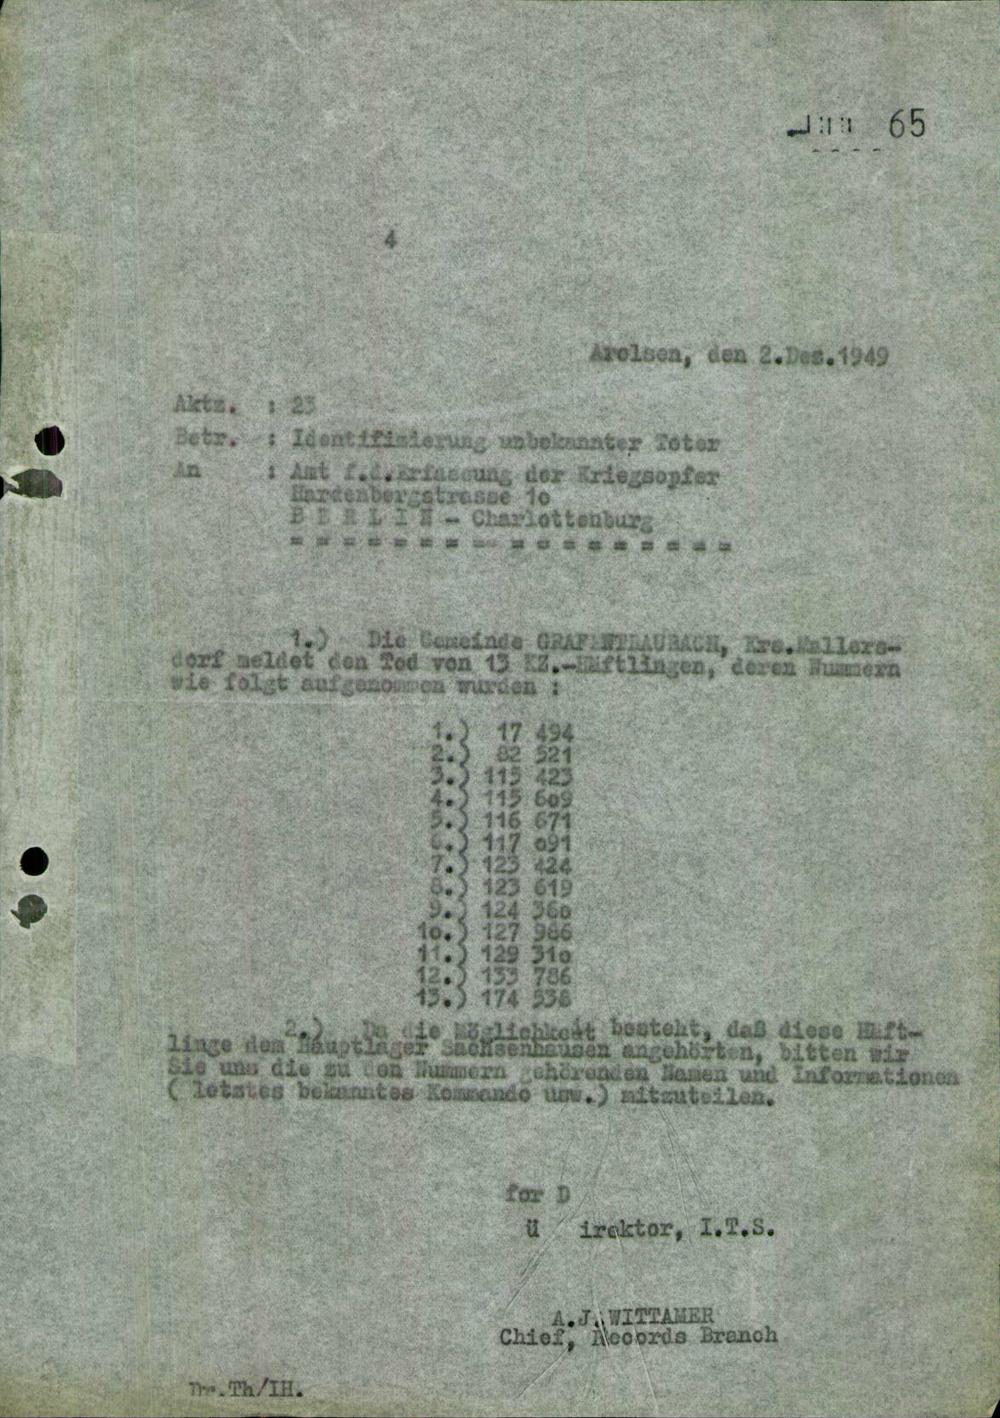 65
4
Arolsen, den 2.Dez.1949
Aktz. : 23
Betr. : Identifizierung unbekannter Toter
An : Amt f.d.Erfassung der Kriegsopfer
Hardenbergstrasse 1o
B E R L I N - Charlottenburg
= = = = = = = = = = = = = = = = = =
1.) Die Gemeinde GRAFENTRAUBACH, Krs.Mallers-
dorf meldet den Tod von 13 KZ.-Häftlingen, deren Nummern
wie folgt aufgenommen wurden :
1.) 17 494
2.) 82 521
3.) 115 423
4.) 115 6o9
5.) 116 671
6.) 117 o91
7.) 123 424
8.) 123 619
9.) 124 36o
1o.) 127 986
11.) 129 31o
12.) 133 786
13.) 174 538
2.) Da die Möglichkeit besteht, daß diese Häft-
linge dem Hauptlager Sachsenhausen angehörten, bitten wir
Sie uns die zu den Nummern gehörenden Namen und Informationen
( letztes bekanntes Kommando usw.) mitzuteilen.
for D
ü irektor, I.T.S.
A.J.WITTAMER
Chief, Records Branch
Dr.Th/IH.